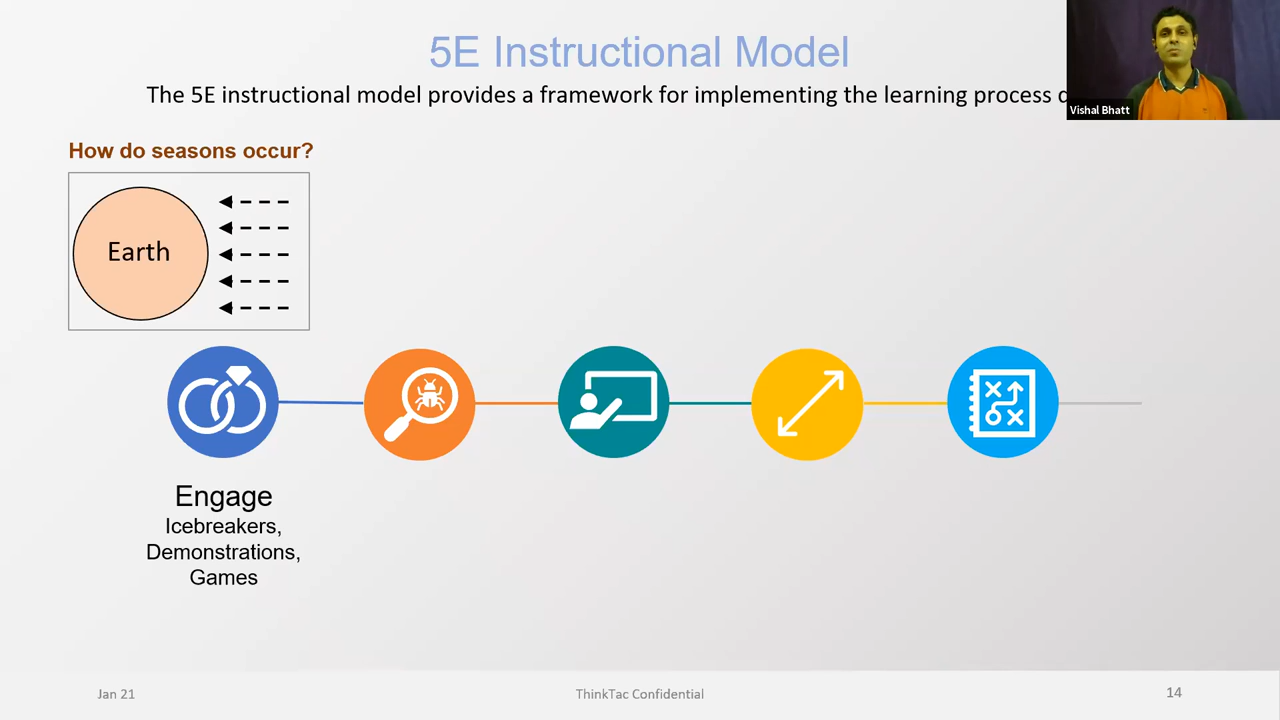 5E Instructional Model
The 5E instructional model provides a framework for implementing the learning process
Vishal Bhatt
How do seasons occur?
Earth
Engage
Icebreakers,
Demonstrations,
Games
Jan 21
ThinkTac Confidential
14